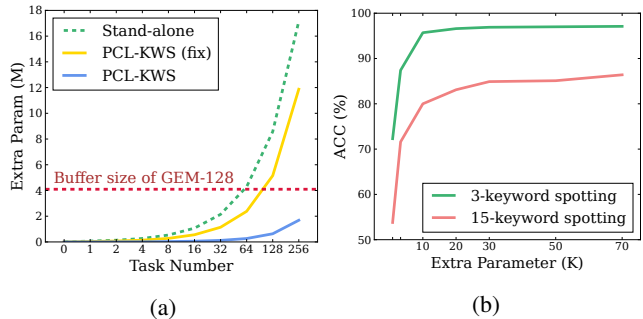 Extra Param (M)
18
16
14
12
10
8
6
4
2
0
Stand-alone
PCL-KWS (fix)
PCL-KWS
Buffer size of GEM-128
0 1 2 4 8 16 32 64 128 256
Task Number
(a)
ACC (%)
100
90
80
70
60
50
3-keyword spotting
15-keyword spotting
10 20 30 50 70
Extra Parameter (K)
(b)